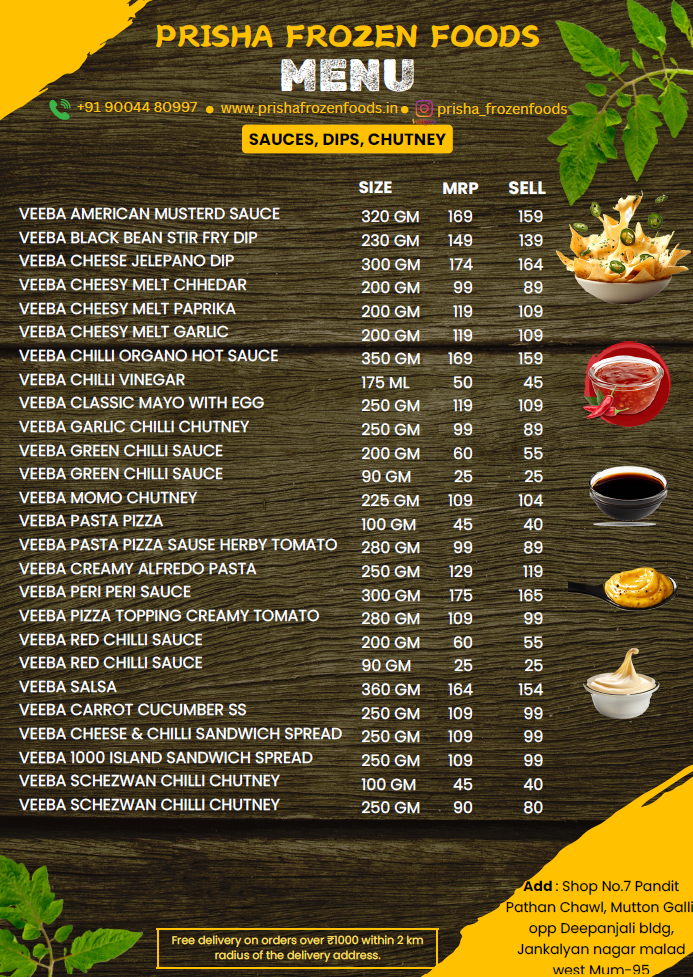 PRISHA FROZEN FOODS
MENU
+91 90044 80997 ● www.prishafrozenfoods.in ● prisha_frozenfoods
SAUCES, DIPS, CHUTNEY
SIZE MRP SELL
VEEBA AMERICAN MUSTERD SAUCE 320 GM 169 159
VEEBA BLACK BEAN STIR FRY DIP 230 GM 149 139
VEEBA CHEESE JELEPANO DIP 300 GM 174 164
VEEBA CHEESY MELT CHHEDAR 200 GM 99 89
VEEBA CHEESY MELT PAPRIKA 200 GM 119 109
VEEBA CHEESY MELT GARLIC 200 GM 119 109
VEEBA CHILLI ORGANO HOT SAUCE 350 GM 169 159
VEEBA CHILLI VINEGAR 175 ML 50 45
VEEBA CLASSIC MAYO WITH EGG 250 GM 119 109
VEEBA GARLIC CHILLI CHUTNEY 250 GM 99 89
VEEBA GREEN CHILLI SAUCE 200 GM 60 55
VEEBA GREEN CHILLI SAUCE 90 GM 25 25
VEEBA MOMO CHUTNEY 225 GM 109 104
VEEBA PASTA PIZZA 100 GM 45 40
VEEBA PASTA PIZZA SAUSE HERBY TOMATO 280 GM 99 89
VEEBA CREAMY ALFREDO PASTA 250 GM 129 119
VEEBA PERI PERI SAUCE 300 GM 175 165
VEEBA PIZZA TOPPING CREAMY TOMATO 280 GM 109 99
VEEBA RED CHILLI SAUCE 200 GM 60 55
VEEBA RED CHILLI SAUCE 90 GM 25 25
VEEBA SALSA 360 GM 164 154
VEEBA CARROT CUCUMBER SS 250 GM 109 99
VEEBA CHEESE & CHILLI SANDWICH SPREAD 250 GM 109 99
VEEBA 1000 ISLAND SANDWICH SPREAD 250 GM 109 99
VEEBA SCHEZWAN CHILLI CHUTNEY 100 GM 45 40
VEEBA SCHEZWAN CHILLI CHUTNEY 250 GM 90 80
Add : Shop No.7 Pandit
Pathan Chawl, Mutton Galli
opp Deepanjali bldg,
Jankalyan nagar malad
west Mum-95
Free delivery on orders over ₹1000 within 2 km
radius of the delivery address.